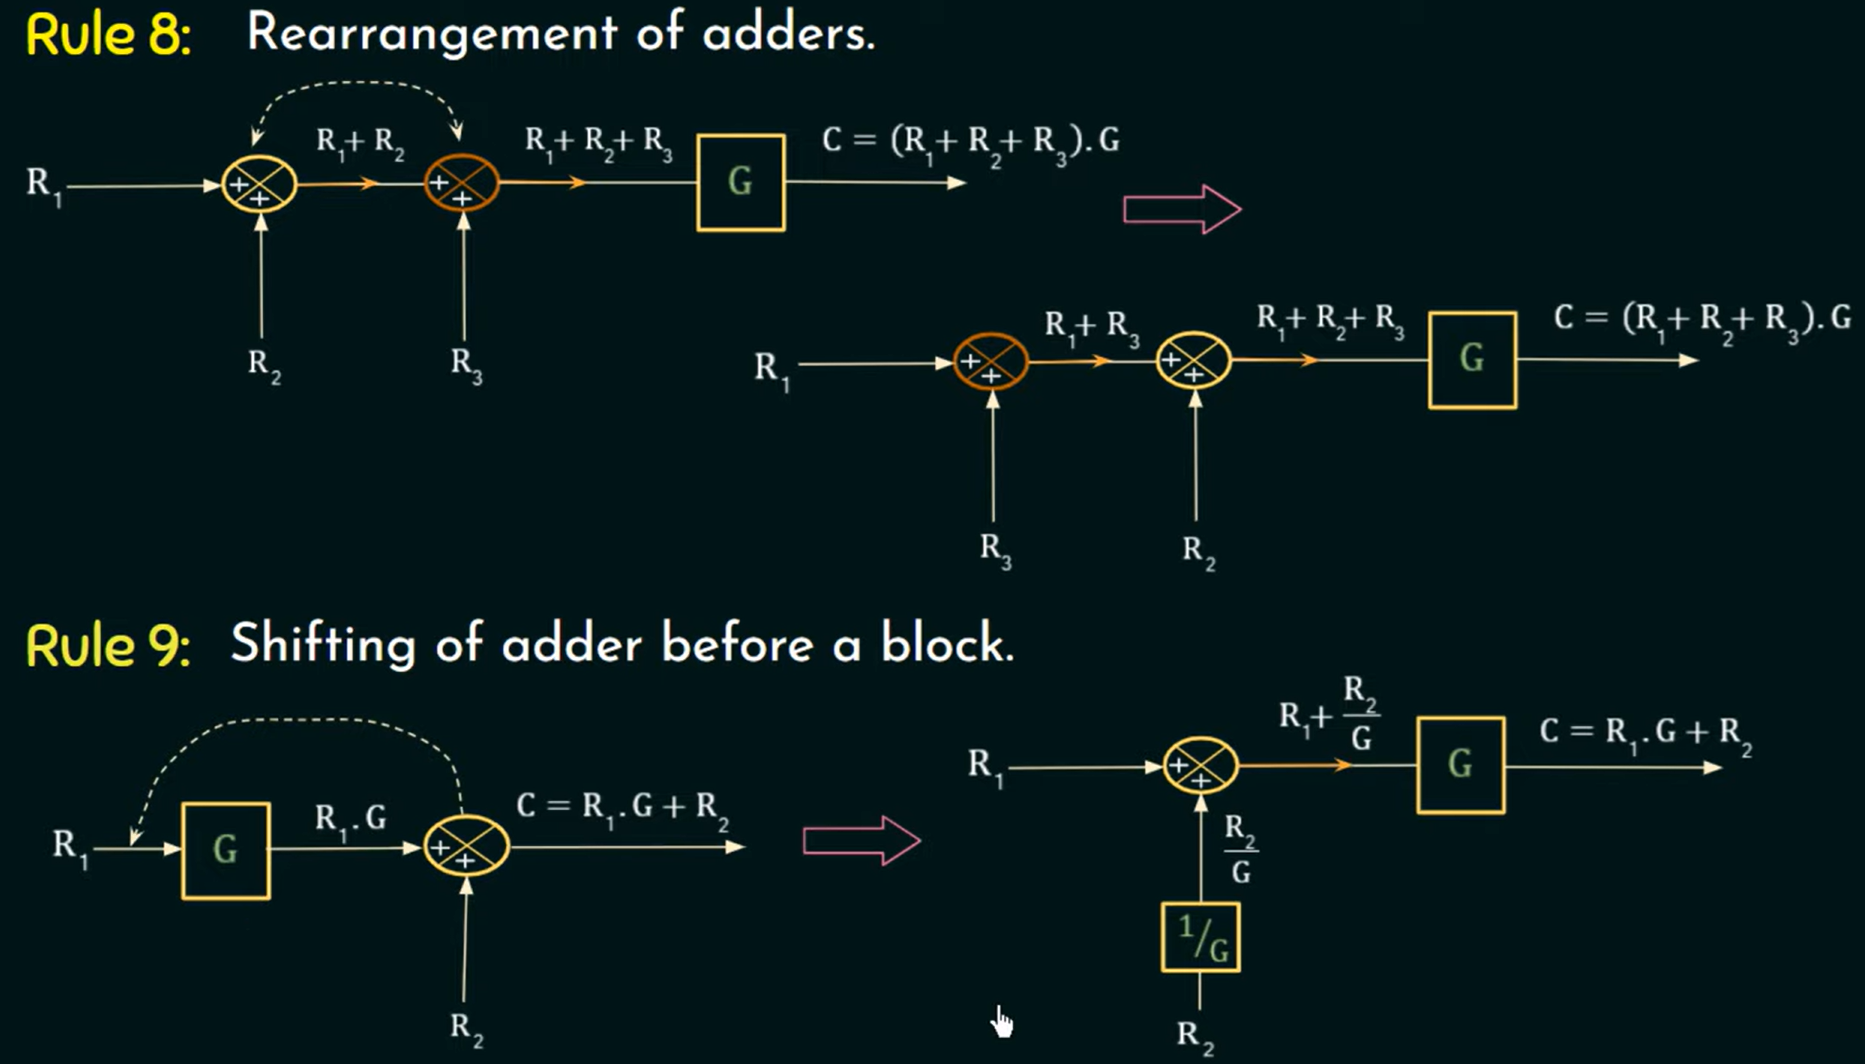 Rule 8: Rearrangement of adders.
R₁ + + R₁+ R₂ + + R₁+ R₂+ R₃ G C = (R₁+ R₂+ R₃).G
R₂ R₃
R₁ + + R₁+ R₃ + + R₁+ R₂+ R₃ G C = (R₁+ R₂+ R₃).G
R₃ R₂
Rule 9: Shifting of adder before a block.
R₁ G R₁.G + + C = R₁.G + R₂
R₂
R₁ + + R₁+ R₂/G G C = R₁.G + R₂
R₂/G
1/G
R₂